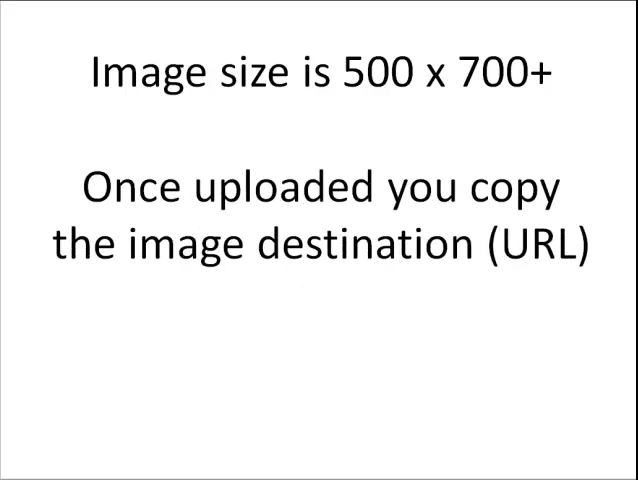 Image size is 500 x 700+
Once uploaded you copy
the image destination (URL)